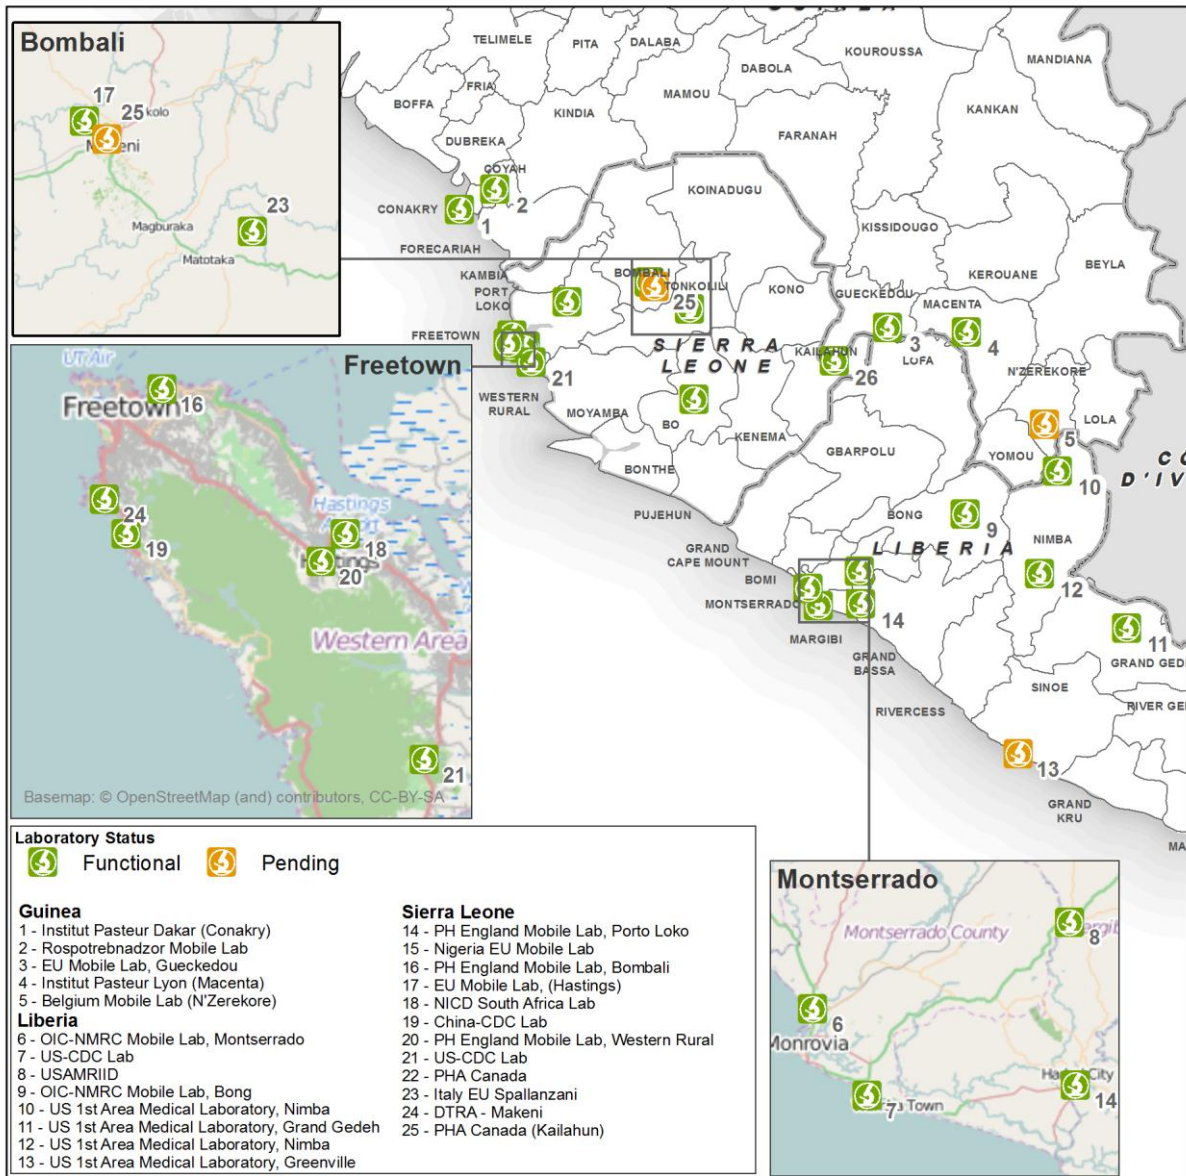 Bombali
17
25
kolo
23
Magburaka
Matotaka
GUINEA
TELIMELE
PITA
DALABA
KOUROUSSA
MANDIANA
DABOLA
FRIA
BOFFA
MAMOU
KANKAN
KINDIA
FARANAH
DUBREKA
COYAH
KOINADUGU
2
CONAKRY
1
KISSIDOUGO
FORECARIAH
BEYLA
KEROUANE
KAMBIA
BOMBALI
TONKOLILI
KONO
GUECKEDOU
PORT
LOKO
MACENTA
25
FREETOWN
SIERRA
LEONE
3
4
KAILAHUN
LOFA
26
21
N'ZEREKORE
WESTERN
RURAL
MOYAMBA
BO
LOLA
KENEMA
5
GBARPOLU
YOMOU
CO
D'IV
BONTHE
10
PUJEHUN
BONG
9
GRAND
CAPE MOUNT
LIBERIA
NIMBA
BOMI
12
MONTSERRADO
14
MARGIBI
11
GRAND
BASSA
GRAND GEDE
SINOE
RIVERCESS
RIVER GEE
13
GRAND
KRU
MA
Freetown
UT Air
Freetown
16
24
19
Hastings
18
20
Western Area
21
Basemap: © OpenStreetMap (and) contributors, CC-BY-SA
Laboratory Status
Functional Pending
Guinea
1 - Institut Pasteur Dakar (Conakry)
2 - Rospotrebnadzor Mobile Lab
3 - EU Mobile Lab, Gueckedou
4 - Institut Pasteur Lyon (Macenta)
5 - Belgium Mobile Lab (N'Zerekore)
Liberia
6 - OIC-NMRC Mobile Lab, Montserrado
7 - US-CDC Lab
8 - USAMRIID
9 - OIC-NMRC Mobile Lab, Bong
10 - US 1st Area Medical Laboratory, Nimba
11 - US 1st Area Medical Laboratory, Grand Gedeh
12 - US 1st Area Medical Laboratory, Nimba
13 - US 1st Area Medical Laboratory, Greenville
Sierra Leone
14 - PH England Mobile Lab, Porto Loko
15 - Nigeria EU Mobile Lab
16 - PH England Mobile Lab, Bombali
17 - EU Mobile Lab, (Hastings)
18 - NICD South Africa Lab
19 - China-CDC Lab
20 - PH England Mobile Lab, Western Rural
21 - US-CDC Lab
22 - PHA Canada
23 - Italy EU Spallanzani
24 - DTRA - Makeni
25 - PHA Canada (Kailahun)
Montserrado
Montserrado County
8
6
Monrovia
7
Town
City
14